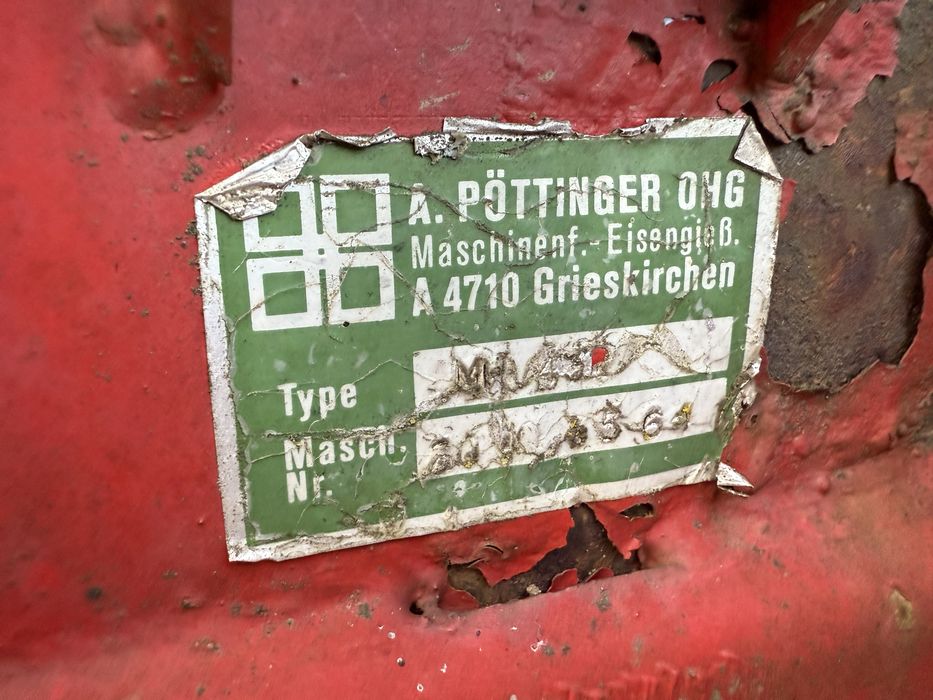 A. PÖTTINGER OHG
Maschinenf.-Eisengieß.
A 4710 Grieskirchen
Type
Masch.
Nr.